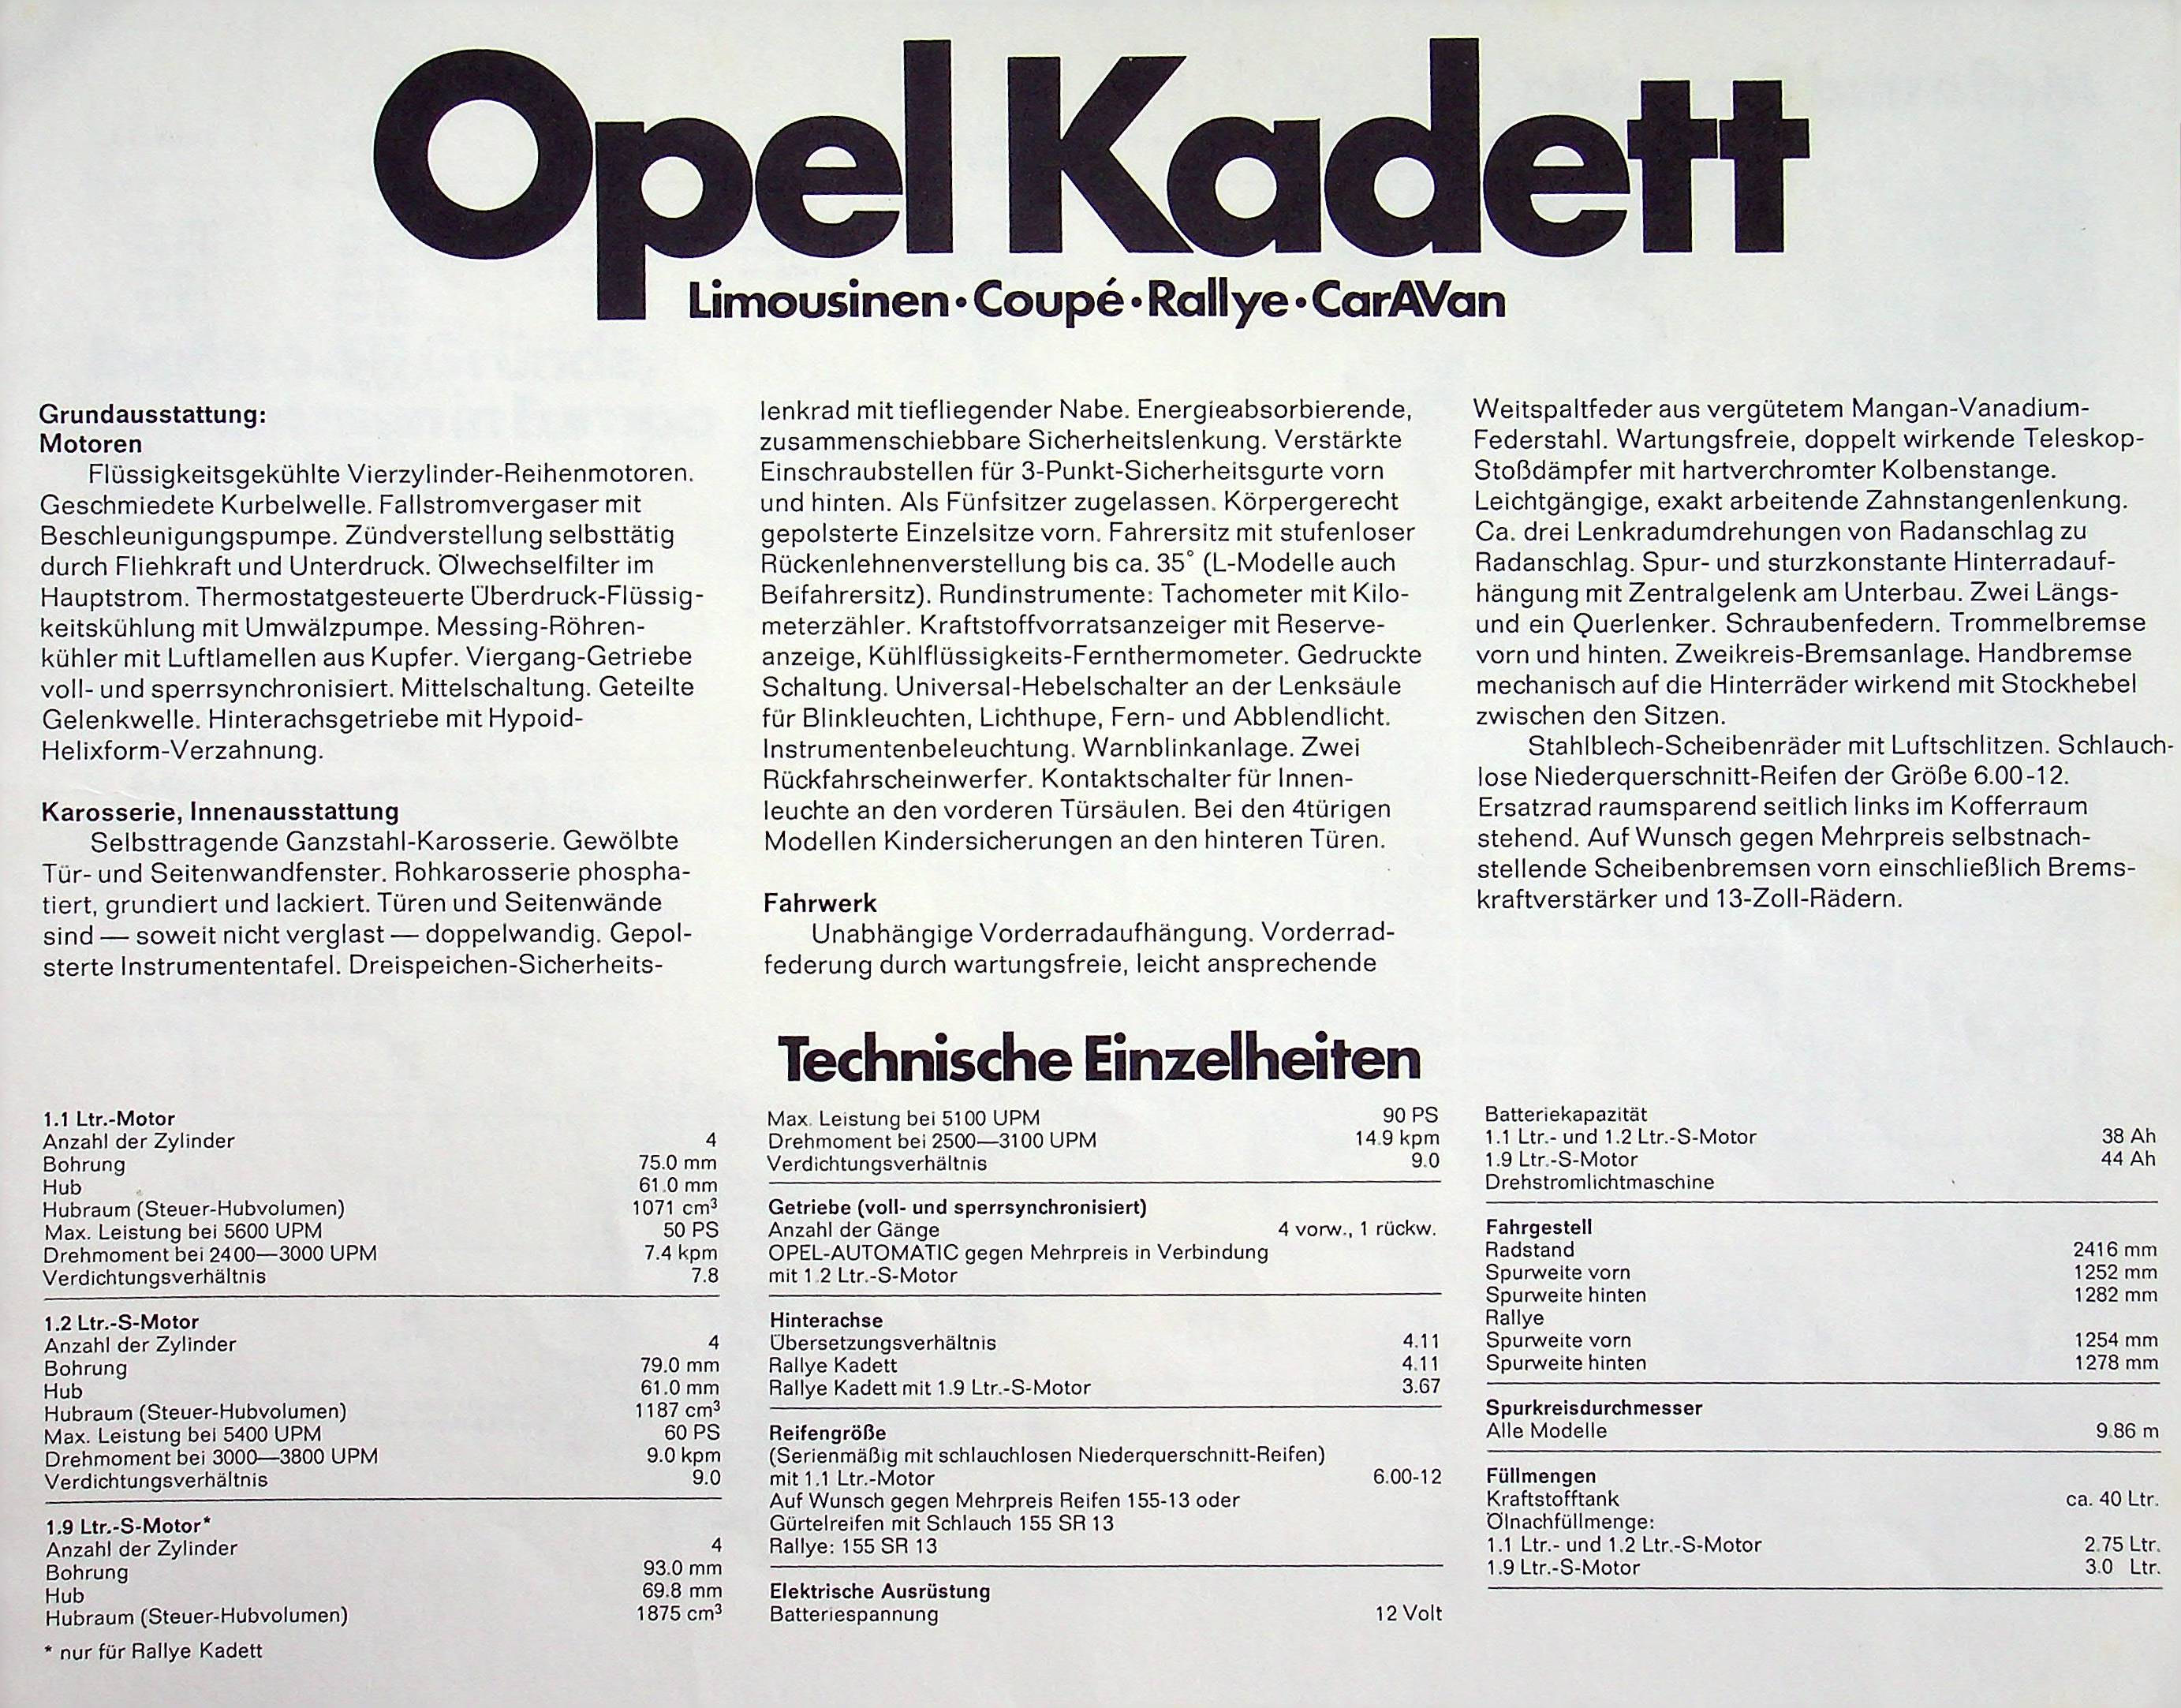 Opel Kadett
Limousinen·Coupé·Rallye·CarAVan
Grundausstattung:
Motoren
Flüssigkeitsgekühlte Vierzylinder-Reihenmotoren.
Geschmiedete Kurbelwelle. Fallstromvergaser mit
Beschleunigungspumpe. Zündverstellung selbsttätig
durch Fliehkraft und Unterdruck. Ölwechselfilter im
Hauptstrom. Thermostatgesteuerte Überdruck-Flüssig-
keitskühlung mit Umwälzpumpe. Messing-Röhren-
kühler mit Luftlamellen aus Kupfer. Viergang-Getriebe
voll- und sperrsynchronisiert. Mittelschaltung. Geteilte
Gelenkwelle. Hinterachsgetriebe mit Hypoid-
Helixform-Verzahnung.
Karosserie, Innenausstattung
Selbsttragende Ganzstahl-Karosserie. Gewölbte
Tür- und Seitenwandfenster. Rohkarosserie phospha-
tiert, grundiert und lackiert. Türen und Seitenwände
sind — soweit nicht verglast — doppelwandig. Gepol-
sterte Instrumententafel. Dreispeichen-Sicherheits-
lenkrad mit tiefliegender Nabe. Energieabsorbierende,
zusammenschiebbare Sicherheitslenkung. Verstärkte
Einschraubstellen für 3-Punkt-Sicherheitsgurte vorn
und hinten. Als Fünfsitzer zugelassen. Körpergerecht
gepolsterte Einzelsitze vorn. Fahrersitz mit stufenloser
Rückenlehnenverstellung bis ca. 35° (L-Modelle auch
Beifahrersitz). Rundinstrumente: Tachometer mit Kilo-
meterzähler. Kraftstoffvorratsanzeiger mit Reserve-
anzeige, Kühlflüssigkeits-Fernthermometer. Gedruckte
Schaltung. Universal-Hebelschalter an der Lenksäule
für Blinkleuchten, Lichthupe, Fern- und Abblendlicht.
Instrumentenbeleuchtung. Warnblinkanlage. Zwei
Rückfahrscheinwerfer. Kontaktschalter für Innen-
leuchte an den vorderen Türsäulen. Bei den 4türigen
Modellen Kindersicherungen an den hinteren Türen.
Fahrwerk
Unabhängige Vorderradaufhängung. Vorderrad-
federung durch wartungsfreie, leicht ansprechende
Weitspaltfeder aus vergütetem Mangan-Vanadium-
Federstahl. Wartungsfreie, doppelt wirkende Teleskop-
Stoßdämpfer mit hartverchromter Kolbenstange.
Leichtgängige, exakt arbeitende Zahnstangenlenkung.
Ca. drei Lenkradumdrehungen von Radanschlag zu
Radanschlag. Spur- und sturzkonstante Hinterradauf-
hängung mit Zentralgelenk am Unterbau. Zwei Längs-
und ein Querlenker. Schraubenfedern. Trommelbremse
vorn und hinten. Zweikreis-Bremsanlage. Handbremse
mechanisch auf die Hinterräder wirkend mit Stockhebel
zwischen den Sitzen.
Stahlblech-Scheibenräder mit Luftschlitzen. Schlauch-
lose Niederquerschnitt-Reifen der Größe 6.00-12.
Ersatzrad raumsparend seitlich links im Kofferraum
stehend. Auf Wunsch gegen Mehrpreis selbstnach-
stellende Scheibenbremsen vorn einschließlich Brems-
kraftverstärker und 13-Zoll-Rädern.
Technische Einzelheiten
1.1 Ltr.-Motor
Anzahl der Zylinder 4
Bohrung 75.0 mm
Hub 61.0 mm
Hubraum (Steuer-Hubvolumen) 1071 cm³
Max. Leistung bei 5600 UPM 50 PS
Drehmoment bei 2400—3000 UPM 7.4 kpm
Verdichtungsverhältnis 7.8
1.2 Ltr.-S-Motor
Anzahl der Zylinder 4
Bohrung 79.0 mm
Hub 61.0 mm
Hubraum (Steuer-Hubvolumen) 1187 cm³
Max. Leistung bei 5400 UPM 60 PS
Drehmoment bei 3000—3800 UPM 9.0 kpm
Verdichtungsverhältnis 9.0
1.9 Ltr.-S-Motor*
Anzahl der Zylinder 4
Bohrung 93.0 mm
Hub 69.8 mm
Hubraum (Steuer-Hubvolumen) 1875 cm³
* nur für Rallye Kadett
Max. Leistung bei 5100 UPM 90 PS
Drehmoment bei 2500—3100 UPM 14.9 kpm
Verdichtungsverhältnis 9.0
Getriebe (voll- und sperrsynchronisiert)
Anzahl der Gänge 4 vorw., 1 rückw.
OPEL-AUTOMATIC gegen Mehrpreis in Verbindung
mit 1.2 Ltr.-S-Motor
Hinterachse
Übersetzungsverhältnis 4.11
Rallye Kadett 4.11
Rallye Kadett mit 1.9 Ltr.-S-Motor 3.67
Reifengröße
(Serienmäßig mit schlauchlosen Niederquerschnitt-Reifen)
mit 1.1 Ltr.-Motor 6.00-12
Auf Wunsch gegen Mehrpreis Reifen 155-13 oder
Gürtelreifen mit Schlauch 155 SR 13
Rallye: 155 SR 13
Elektrische Ausrüstung
Batteriespannung 12 Volt
Batteriekapazität
1.1 Ltr.- und 1.2 Ltr.-S-Motor 38 Ah
1.9 Ltr.-S-Motor 44 Ah
Drehstromlichtmaschine
Fahrgestell
Radstand 2416 mm
Spurweite vorn 1252 mm
Spurweite hinten 1282 mm
Rallye
Spurweite vorn 1254 mm
Spurweite hinten 1278 mm
Spurkreisdurchmesser
Alle Modelle 9.86 m
Füllmengen
Kraftstofftank ca. 40 Ltr.
Ölnachfüllmenge:
1.1 Ltr.- und 1.2 Ltr.-S-Motor 2.75 Ltr.
1.9 Ltr.-S-Motor 3.0 Ltr.